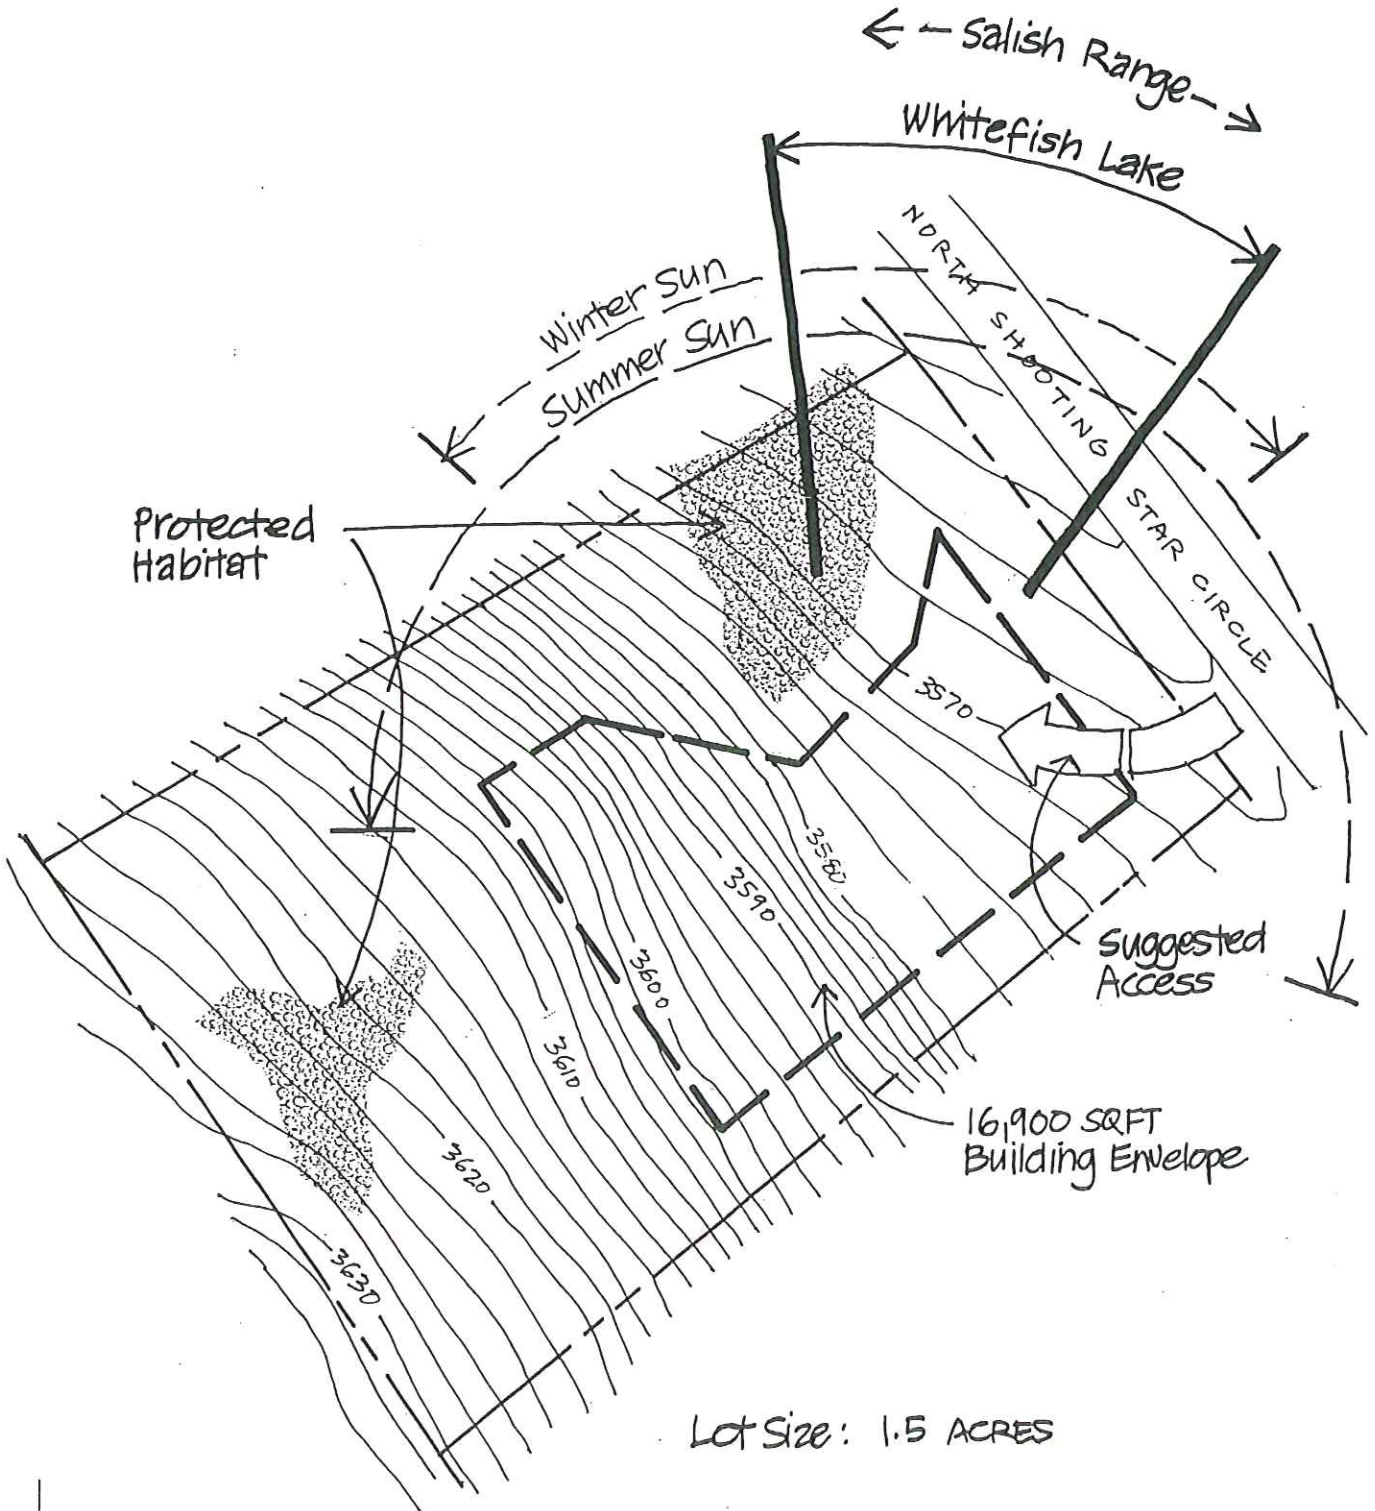 Salish Range
Whitefish Lake
NORTH SHOOTING STAR CIRCLE
Winter Sun
Summer Sun
Protected
Habitat
3570
3580
3590
3600
3610
3620
3630
Suggested
Access
16,900 SQFT
Building Envelope
Lot Size: 1.5 ACRES